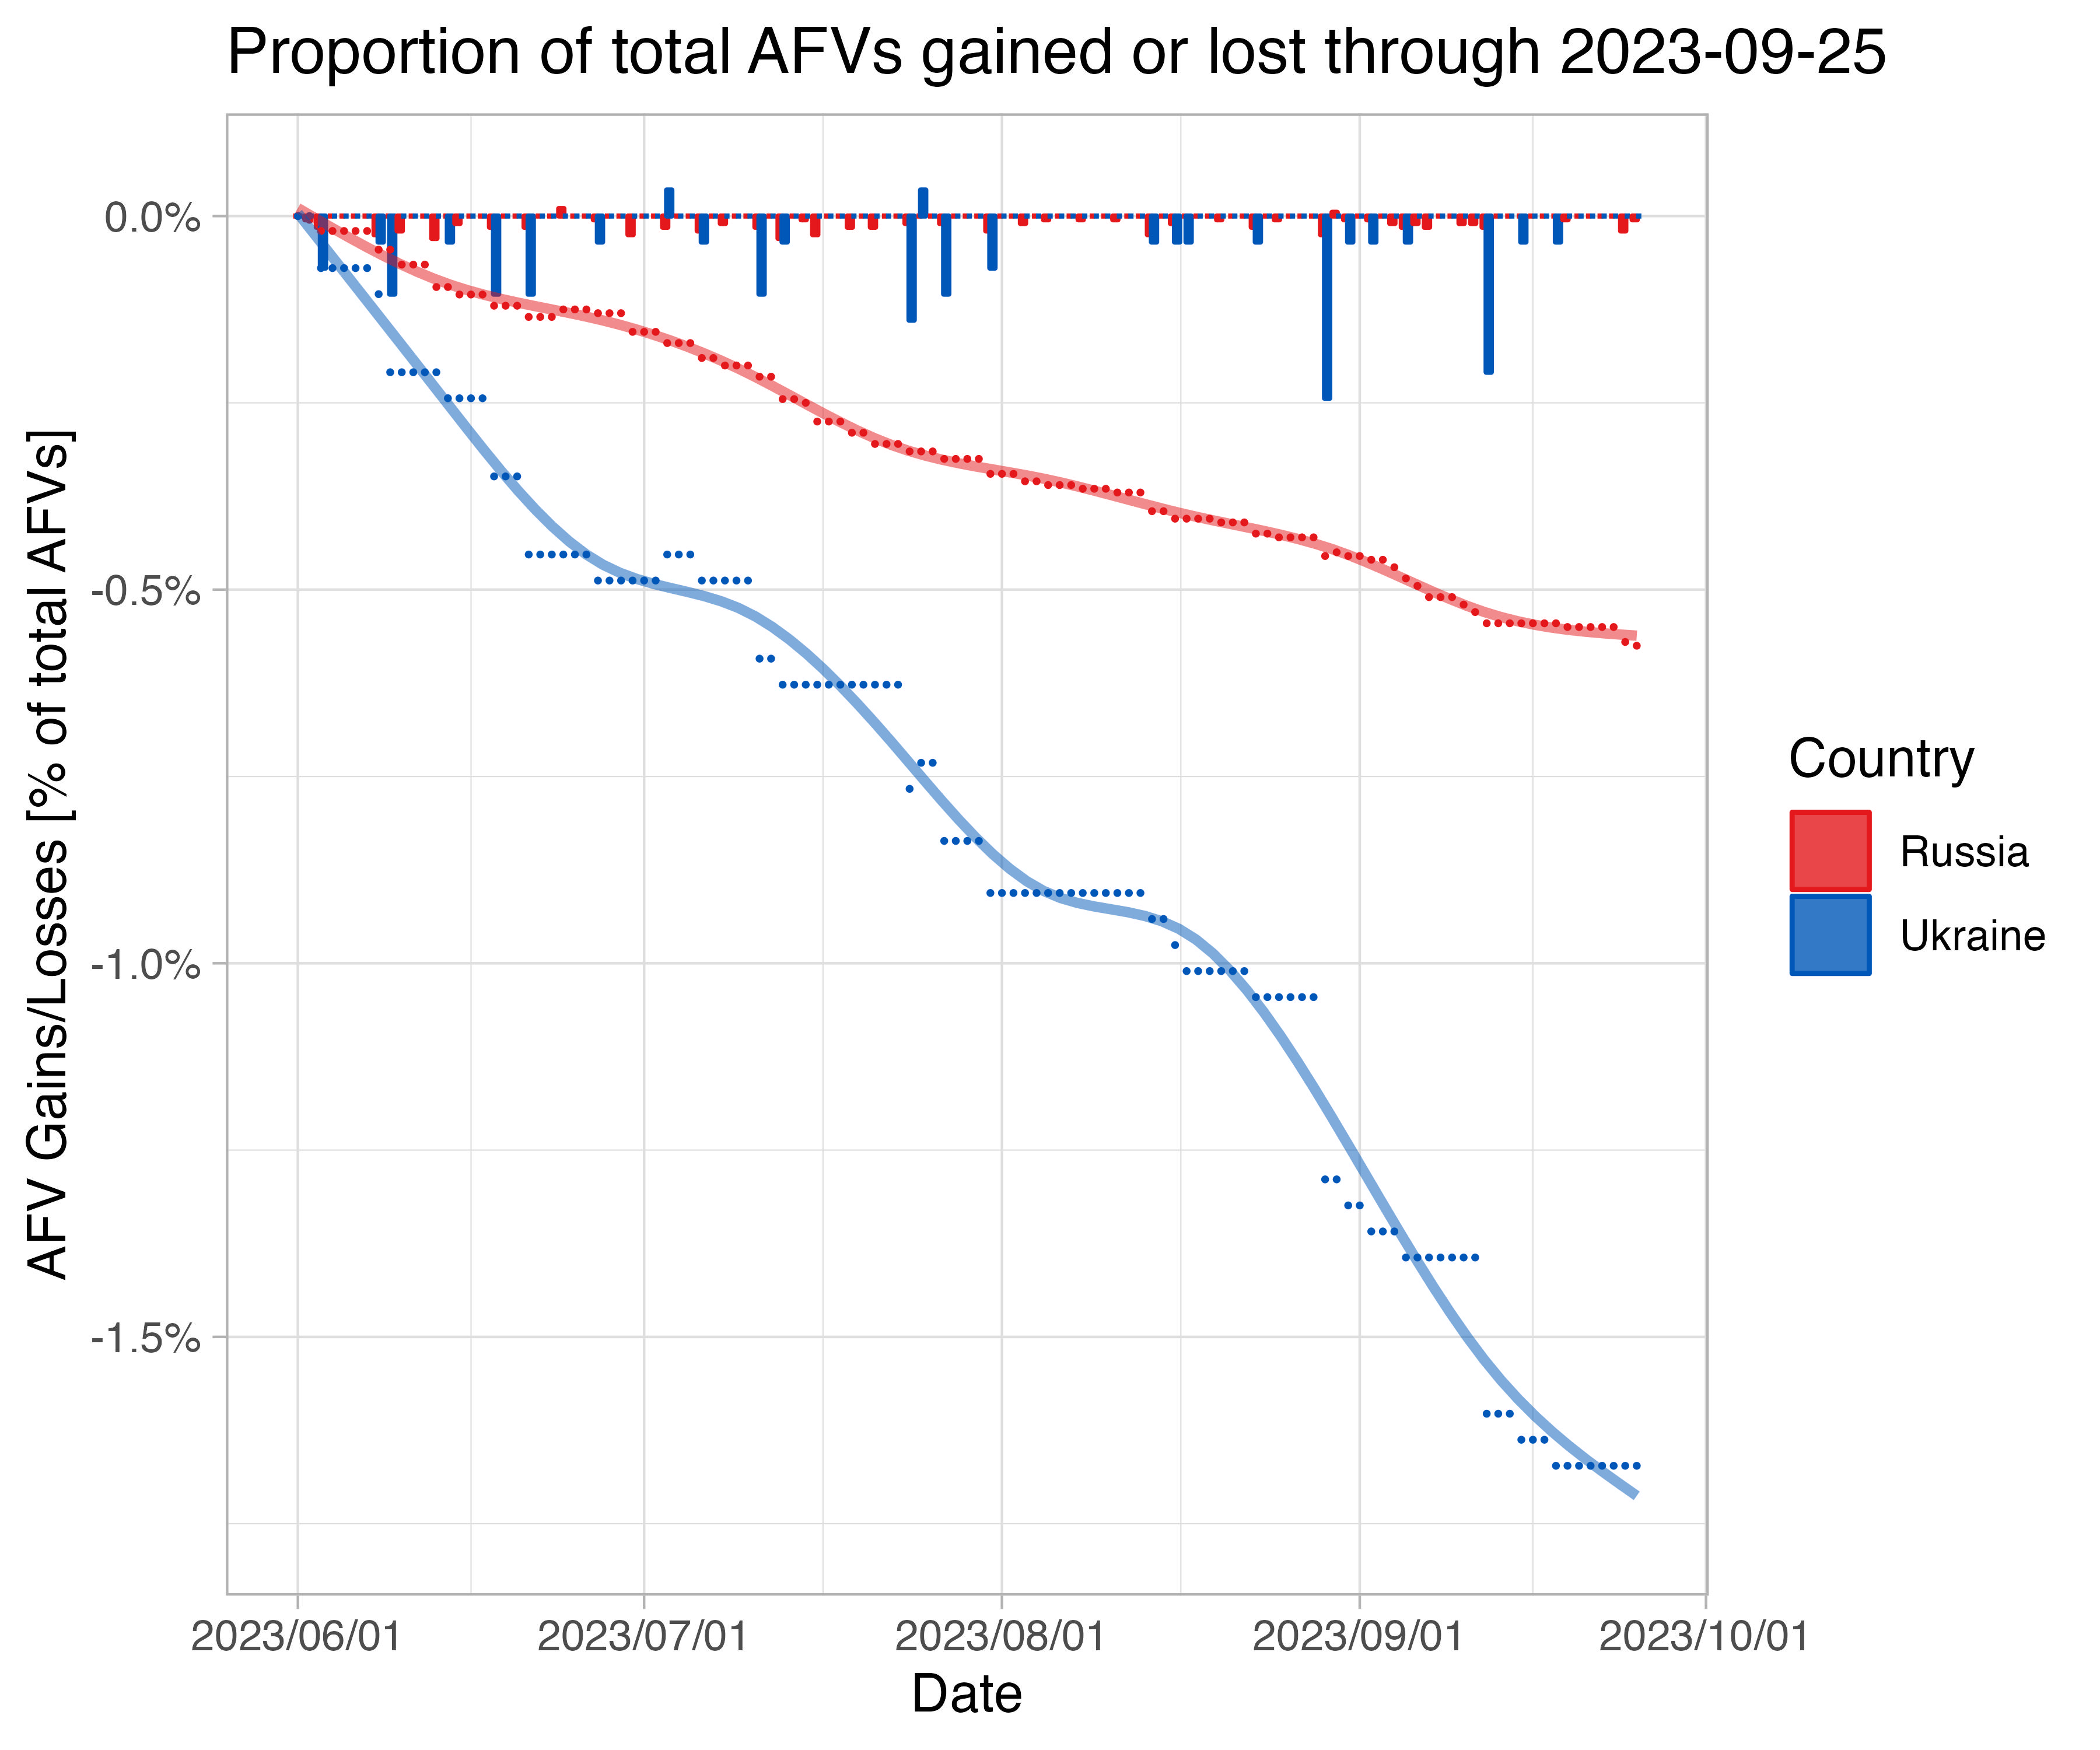 Proportion of total AFVs gained or lost through 2023-09-25
AFV Gains/Losses [% of total AFVs]
0.0%
-0.5%
-1.0%
-1.5%
2023/06/01
2023/07/01
2023/08/01
2023/09/01
2023/10/01
Date
Country
Russia
Ukraine